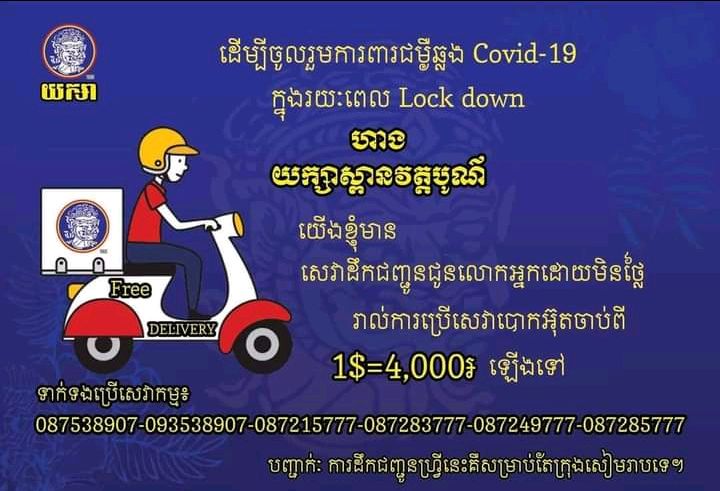 យក្សា
ដើម្បីចូលរួមការពារជម្ងឺឆ្លង Covid-19
ក្នុងរយៈពេល Lock down
ហាង
យក្សាស្ពានវត្តបូណ៌
យើងខ្ញុំមាន
សេវាដឹកជញ្ជូនជូនលោកអ្នកដោយមិនថ្លៃ
រាល់ការប្រើសេវាបោកអ៊ុតចាប់ពី
1$=4,000៛ ឡើងទៅ
Free
DELIVERY
ទាក់ទងប្រើសេវាកម្ម៖
087538907-093538907-087215777-087283777-087249777-087285777
បញ្ជាក់: ការដឹកជញ្ជូនហ្វ្រីនេះគឺសម្រាប់តែក្រុងសៀមរាបទេ។